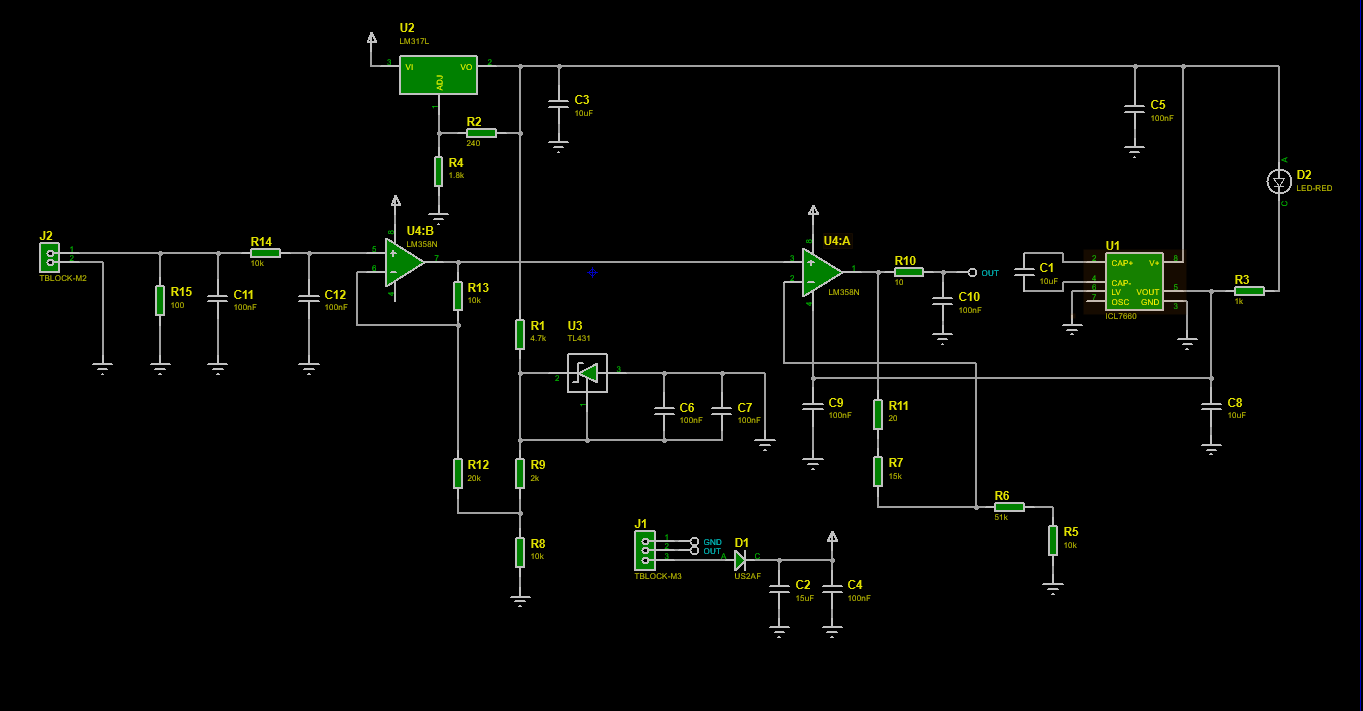 U2
LM317L
3
VI
VO
2
ADJ
1
R2
240
R4
1.8k
C3
10uF
C5
100nF
A
D2
LED-RED
C
J2
1
2
TBLOCK-M2
R14
10k
R15
100
C11
100nF
C12
100nF
U4:B
LM358N
8
5
6
7
4
+
−
R13
10k
R1
4.7k
U3
TL431
2
3
1
C6
100nF
C7
100nF
R12
20k
R9
2k
R8
10k
U4:A
LM358N
8
3
2
1
4
+
−
R10
10
OUT
C10
100nF
C9
100nF
R11
20
R7
15k
R6
51k
R5
10k
C1
10uF
U1
2
CAP+
V+
8
4
CAP-
6
LV
VOUT
5
7
OSC
GND
3
ICL7660
R3
1k
C8
10uF
J1
1
GND
2
OUT
3
TBLOCK-M3
D1
A
C
US2AF
C2
15uF
C4
100nF